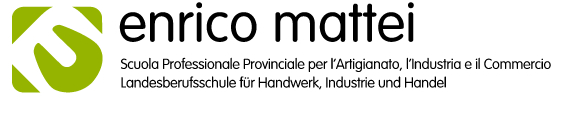 enrico mattei
Scuola Professionale Provinciale per l'Artigianato, l'Industria e il Commercio
Landesberufsschule für Handwerk, Industrie und Handel